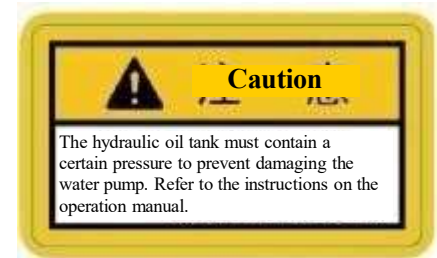 Caution
The hydraulic oil tank must contain a
certain pressure to prevent damaging the
water pump. Refer to the instructions on the
operation manual.